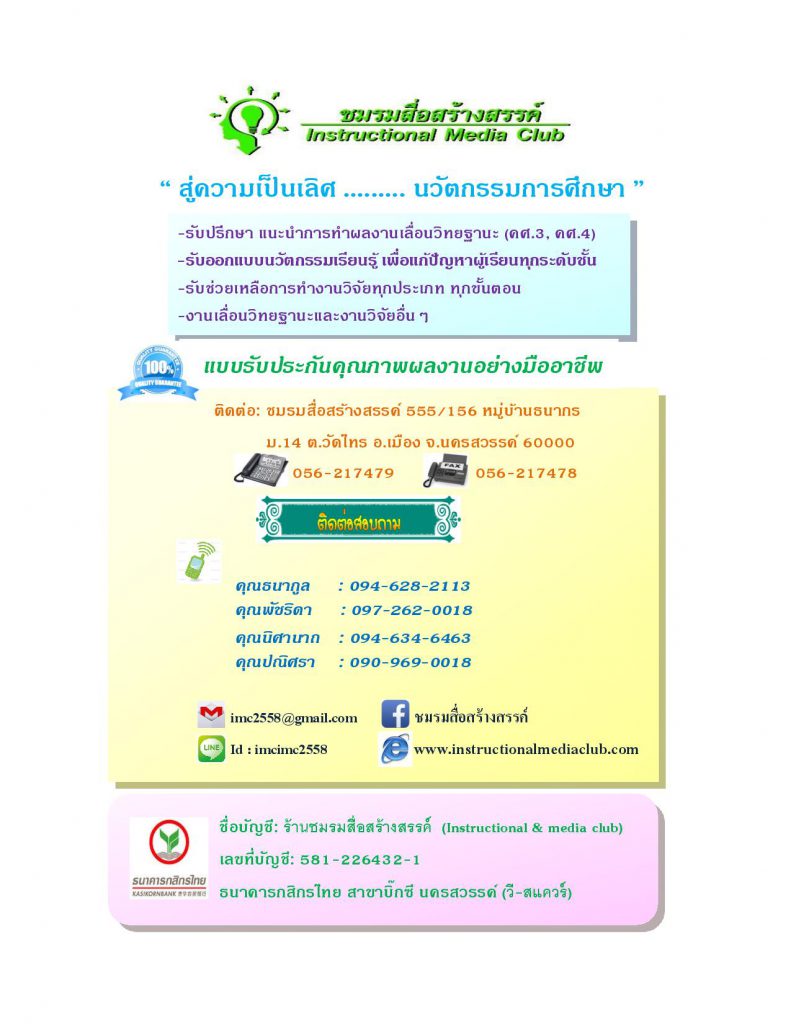 ชมรมสื่อสร้างสรรค์
Instructional Media Club
“ สู่ความเป็นเลิศ ......... นวัตกรรมการศึกษา ”
-รับปรึกษา แนะนำการทำผลงานเลื่อนวิทยฐานะ (คศ.3, คศ.4)
-รับออกแบบนวัตกรรมเรียนรู้ เพื่อแก้ปัญหาผู้เรียนทุกระดับชั้น
-รับช่วยเหลือการทำงานวิจัยทุกประเภท ทุกขั้นตอน
-งานเลื่อนวิทยฐานะและงานวิจัยอื่น ๆ
QUALITY GUARANTEE
100%
QUALITY GUARANTEE
แบบรับประกันคุณภาพผลงานอย่างมืออาชีพ
ติดต่อ: ชมรมสื่อสร้างสรรค์ 555/156 หมู่บ้านธนากร
ม.14 ต.วัดไทร อ.เมือง จ.นครสวรรค์ 60000
056-217479 FAX 056-217478
ติดต่อสอบถาม
คุณธนากูล : 094-628-2113
คุณพัชริดา : 097-262-0018
คุณนิศานาถ : 094-634-6463
คุณปณิศรา : 090-969-0018
imc2558@gmail.com ชมรมสื่อสร้างสรรค์
LINE Id : imcimc2558 www.instructionalmediaclub.com
ชื่อบัญชี: ร้านชมรมสื่อสร้างสรรค์ (Instructional & media club)
เลขที่บัญชี: 581-226432-1
ธนาคารกสิกรไทย
KASIKORNBANK 泰华农民银行
ธนาคารกสิกรไทย สาขาบิ๊กซี นครสวรรค์ (วี-สแควร์)